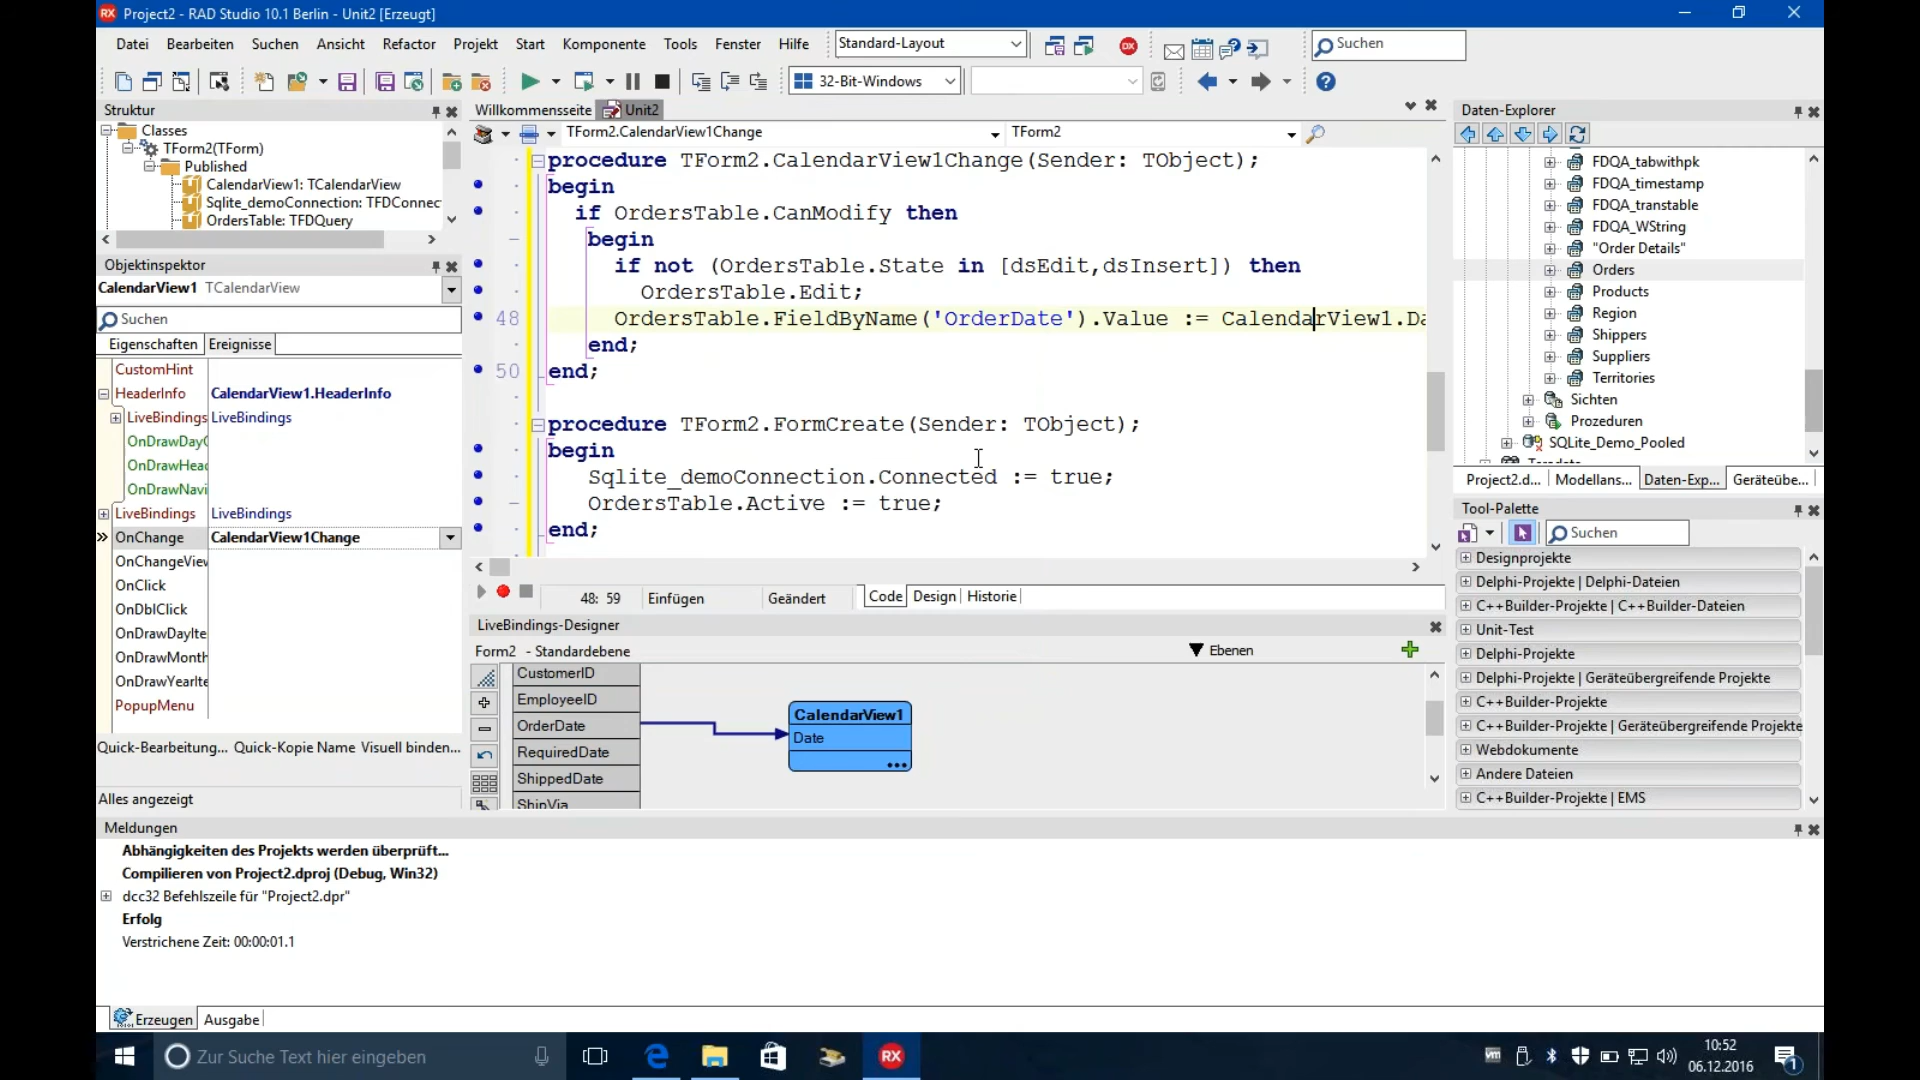 Project2 - RAD Studio 10.1 Berlin - Unit2 [Erzeugt]
Datei Bearbeiten Suchen Ansicht Refactor Projekt Start Komponente Tools Fenster Hilfe Standard-Layout Suchen
32-Bit-Windows
Struktur
Classes
TForm2(TForm)
Published
CalendarView1: TCalendarView
Sqlite_demoConnection: TFDConnec
OrdersTable: TFDQuery
Objektinspektor
CalendarView1 TCalendarView
Suchen
Eigenschaften Ereignisse
CustomHint
HeaderInfo CalendarView1.HeaderInfo
LiveBindings LiveBindings
OnDrawDay
OnDrawHead
OnDrawNavi
LiveBindings LiveBindings
OnChange CalendarView1Change
OnChangeView
OnClick
OnDblClick
OnDrawDayIte
OnDrawMonth
OnDrawYearIte
PopupMenu
Quick-Bearbeitung... Quick-Kopie Name Visuell binden...
Alles angezeigt
Willkommensseite Unit2
TForm2.CalendarView1Change TForm2
procedure TForm2.CalendarView1Change(Sender: TObject);
begin
if OrdersTable.CanModify then
begin
if not (OrdersTable.State in [dsEdit,dsInsert]) then
OrdersTable.Edit;
48 OrdersTable.FieldByName('OrderDate').Value := CalendarView1.Da
end;
50 end;
procedure TForm2.FormCreate(Sender: TObject);
begin
Sqlite_demoConnection.Connected := true;
OrdersTable.Active := true;
end;
48: 59 Einfügen Geändert Code Design Historie
LiveBindings-Designer
Form2 - Standardebene Ebenen
CustomerID
EmployeeID
OrderDate
RequiredDate
ShippedDate
ShipVia
CalendarView1
Date
Daten-Explorer
FDQA_tabwithpk
FDQA_timestamp
FDQA_transtable
FDQA_WString
"Order Details"
Orders
Products
Region
Shippers
Suppliers
Territories
Sichten
Prozeduren
SQLite_Demo_Pooled
Teradata
Project2.d... Modellans... Daten-Exp... Geräteübe...
Tool-Palette
Suchen
Designprojekte
Delphi-Projekte | Delphi-Dateien
C++Builder-Projekte | C++Builder-Dateien
Unit-Test
Delphi-Projekte
Delphi-Projekte | Geräteübergreifende Projekte
C++Builder-Projekte
C++Builder-Projekte | Geräteübergreifende Projekte
Webdokumente
Andere Dateien
C++Builder-Projekte | EMS
Meldungen
Abhängigkeiten des Projekts werden überprüft...
Compilieren von Project2.dproj (Debug, Win32)
dcc32 Befehlszeile für "Project2.dpr"
Erfolg
Verstrichene Zeit: 00:00:01.1
Erzeugen Ausgabe
Zur Suche Text hier eingeben
RX
10:52
06.12.2016
1